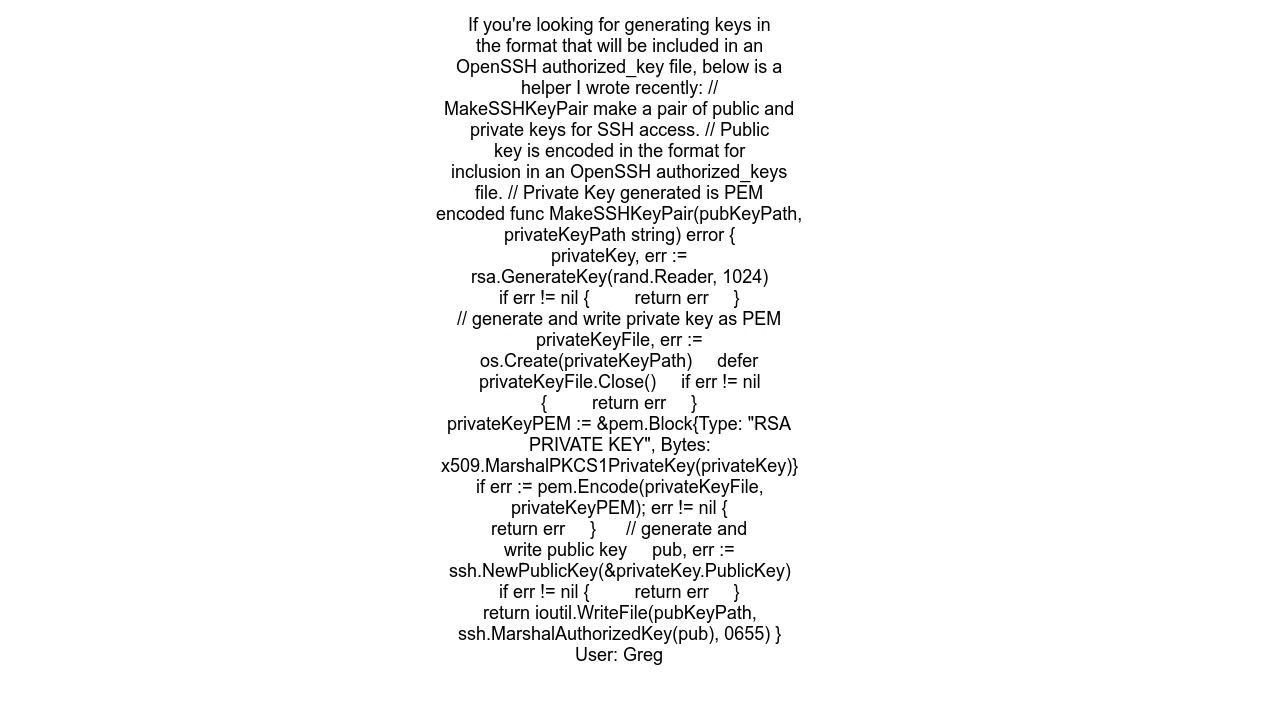 If you're looking for generating keys in
the format that will be included in an
OpenSSH authorized_key file, below is a
helper I wrote recently: //
MakeSSHKeyPair make a pair of public and
private keys for SSH access. // Public
key is encoded in the format for
inclusion in an OpenSSH authorized_keys
file. // Private Key generated is PEM
encoded func MakeSSHKeyPair(pubKeyPath,
privateKeyPath string) error {
privateKey, err :=
rsa.GenerateKey(rand.Reader, 1024)
if err != nil {         return err     }
// generate and write private key as PEM
privateKeyFile, err :=
os.Create(privateKeyPath)     defer
privateKeyFile.Close()     if err != nil
{         return err     }
privateKeyPEM := &pem.Block{Type: "RSA
PRIVATE KEY", Bytes:
x509.MarshalPKCS1PrivateKey(privateKey)}
if err := pem.Encode(privateKeyFile,
privateKeyPEM); err != nil {
return err     }      // generate and
write public key     pub, err :=
ssh.NewPublicKey(&privateKey.PublicKey)
if err != nil {         return err     }
return ioutil.WriteFile(pubKeyPath,
ssh.MarshalAuthorizedKey(pub), 0655) }
User: Greg